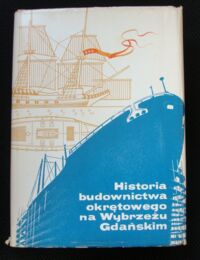 Historia
budownictwa
okrętowego
na Wybrzeżu
Gdańskim